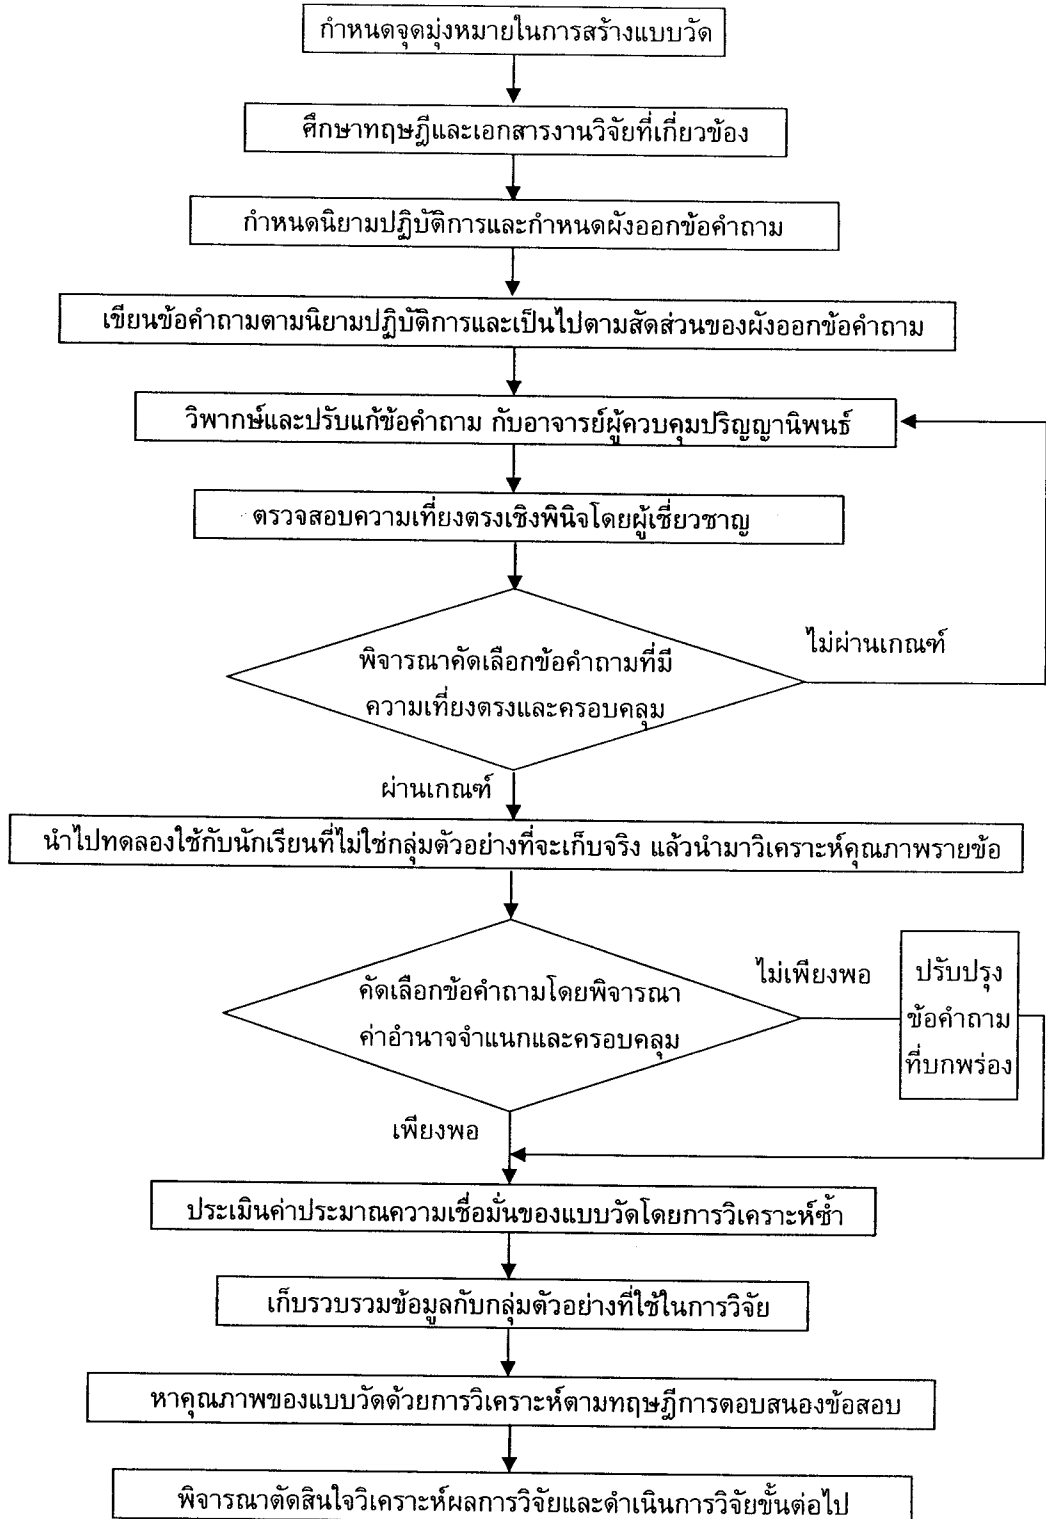 กำหนดจุดมุ่งหมายในการสร้างแบบวัด
ศึกษาทฤษฎีและเอกสารงานวิจัยที่เกี่ยวข้อง
กำหนดนิยามปฏิบัติการและกำหนดผังออกข้อคำถาม
เขียนข้อคำถามตามนิยามปฏิบัติการและเป็นไปตามสัดส่วนของผังออกข้อคำถาม
วิพากษ์และปรับแก้ข้อคำถาม กับอาจารย์ผู้ควบคุมปริญญานิพนธ์
ตรวจสอบความเที่ยงตรงเชิงพินิจโดยผู้เชี่ยวชาญ
ไม่ผ่านเกณฑ์
พิจารณาคัดเลือกข้อคำถามที่มี
ความเที่ยงตรงและครอบคลุม
ผ่านเกณฑ์
นำไปทดลองใช้กับนักเรียนที่ไม่ใช่กลุ่มตัวอย่างที่จะเก็บจริง แล้วนำมาวิเคราะห์คุณภาพรายข้อ
คัดเลือกข้อคำถามโดยพิจารณา
ค่าอำนาจจำแนกและครอบคลุม
ไม่เพียงพอ
ปรับปรุง
ข้อคำถาม
ที่บกพร่อง
เพียงพอ
ประเมินค่าประมาณความเชื่อมั่นของแบบวัดโดยการวิเคราะห์ซ้ำ
เก็บรวบรวมข้อมูลกับกลุ่มตัวอย่างที่ใช้ในการวิจัย
หาคุณภาพของแบบวัดด้วยการวิเคราะห์ตามทฤษฎีการตอบสนองข้อสอบ
พิจารณาตัดสินใจวิเคราะห์ผลการวิจัยและดำเนินการวิจัยขั้นต่อไป